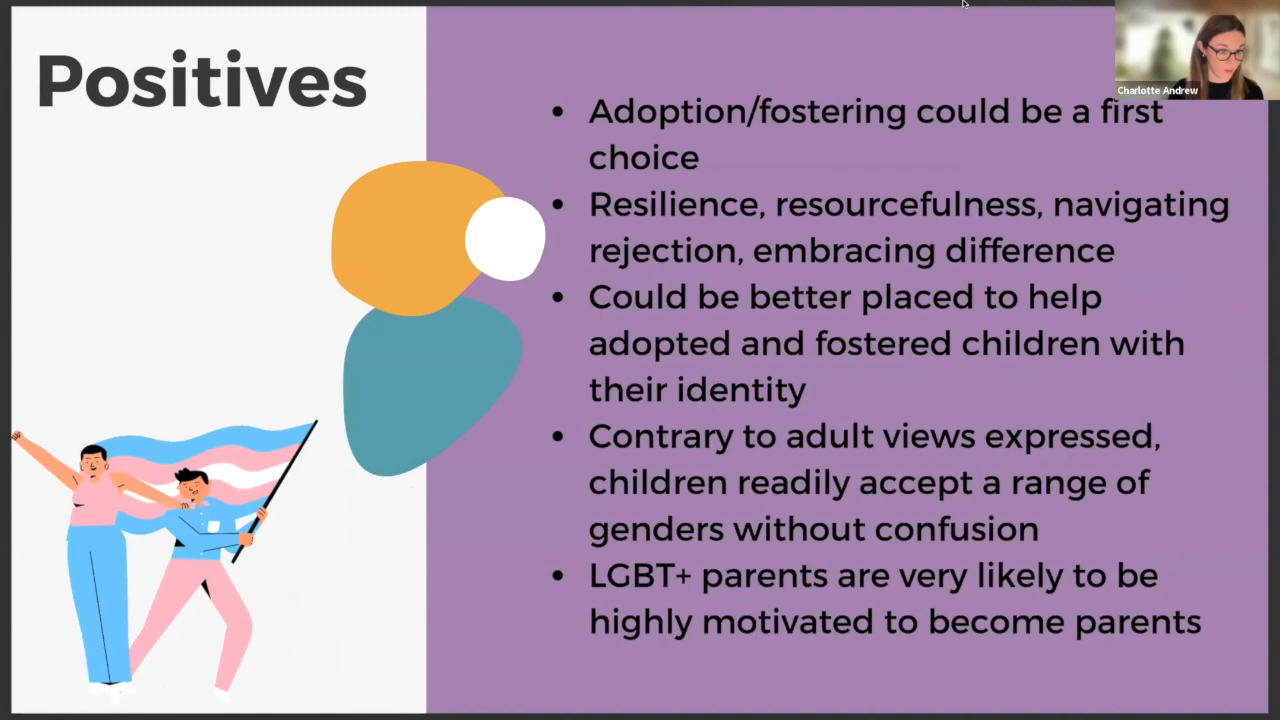 Positives
Charlotte Andrew
• Adoption/fostering could be a first
choice
• Resilience, resourcefulness, navigating
rejection, embracing difference
• Could be better placed to help
adopted and fostered children with
their identity
• Contrary to adult views expressed,
children readily accept a range of
genders without confusion
• LGBT+ parents are very likely to be
highly motivated to become parents